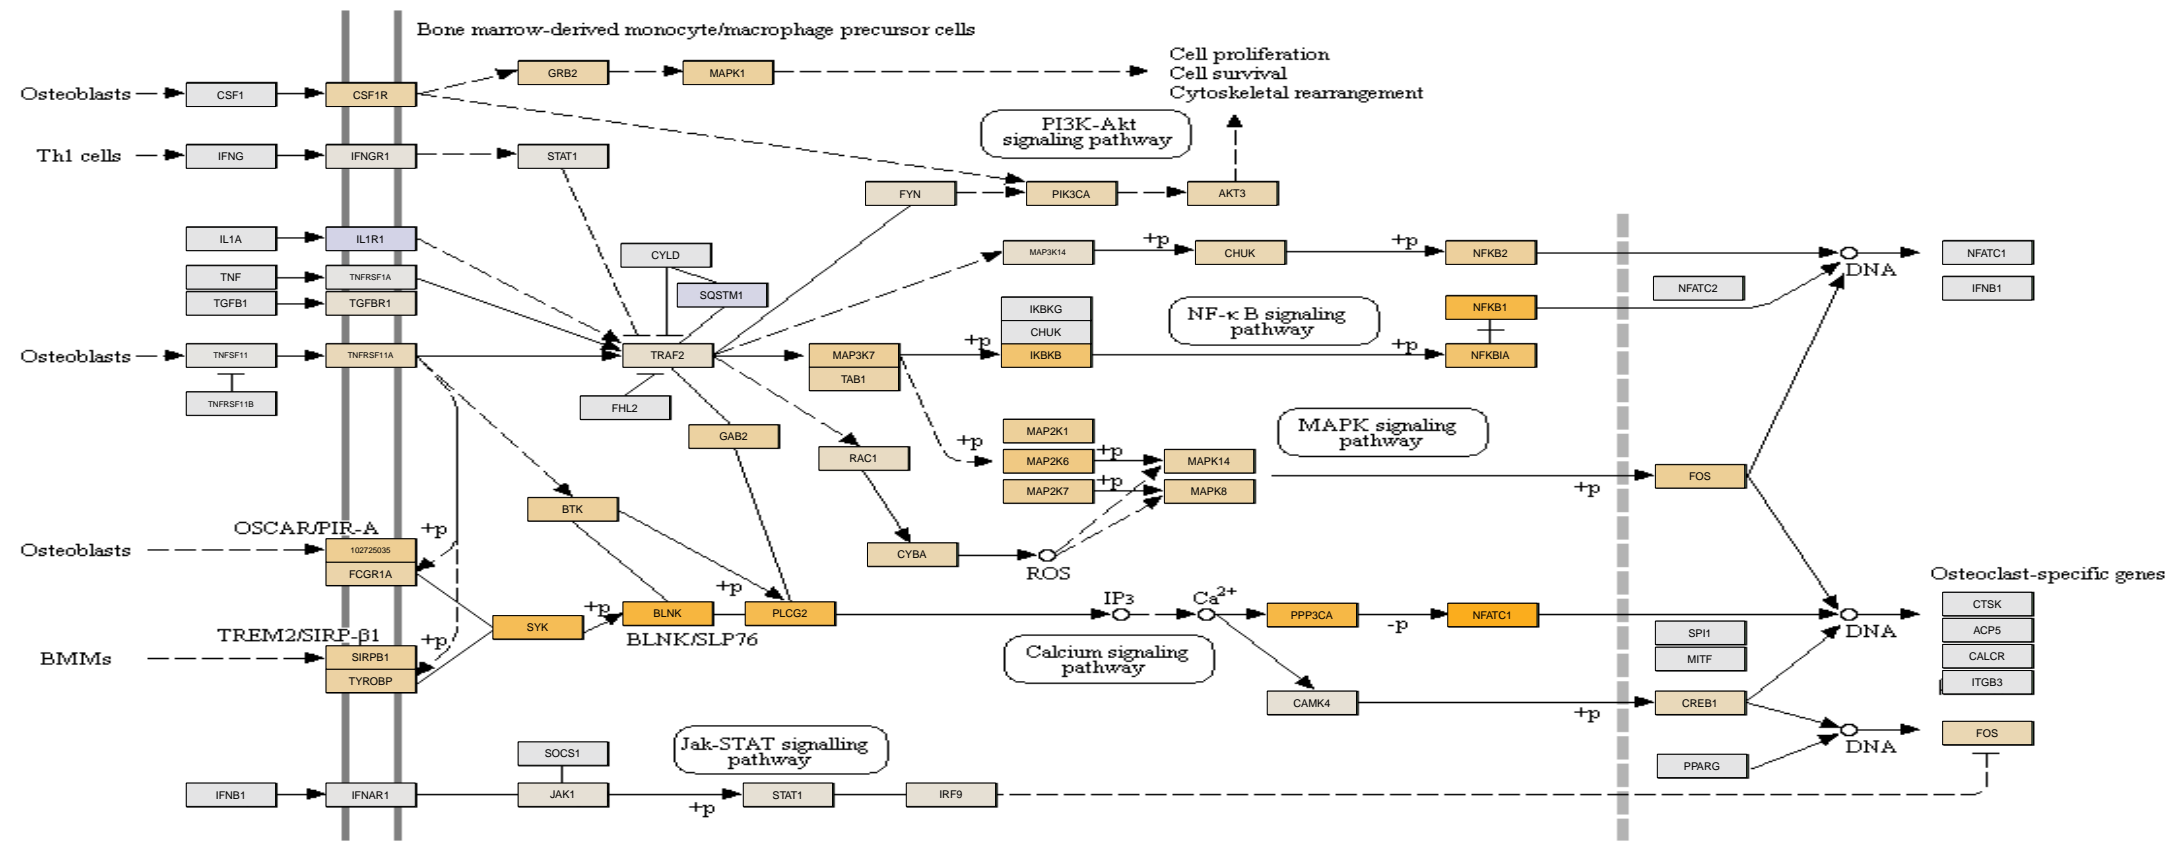 Bone marrow-derived monocyte/macrophage precursor cells
Cell proliferation
Cell survival
Cytoskeletal rearrangement
Osteoblasts
CSF1
CSF1R
GRB2
MAPK1
PI3K-Akt
signaling pathway
Th1 cells
IFNG
IFNGR1
STAT1
FYN
PIK3CA
AKT3
IL1A
IL1R1
CYLD
MAP3K14
+p
CHUK
+p
NFKB2
DNA
NFATC1
TNF
TNFRSF1A
SQSTM1
NFATC2
IFNB1
TGFB1
TGFBR1
IKBKG
NF-κ B signaling
pathway
NFKB1
CHUK
Osteoblasts
TNFSF11
TNFRSF11A
TRAF2
MAP3K7
+p
IKBKB
+p
NFKBIA
TAB1
TNFRSF11B
FHL2
GAB2
RAC1
+p
MAP2K1
MAPK signaling
pathway
MAP2K6
+p
MAPK14
MAP2K7
+p
MAPK8
+p
FOS
BTK
OSCAR/PIR-A
+p
Osteoblasts
102725035
FCGR1A
CYBA
ROS
Osteoclast-specific genes
+p
IP3
Ca2+
SYK
+p
BLNK
PLCG2
PPP3CA
-p
NFATC1
DNA
CTSK
BLNK/SLP76
TREM2/SIRP-β1
+p
SPI1
ACP5
BMMs
SIRPB1
TYROBP
Calcium signaling
pathway
MITF
CALCR
ITGB3
CAMK4
+p
CREB1
FOS
DNA
SOCS1
Jak-STAT signalling
pathway
PPARG
IFNB1
IFNAR1
JAK1
+p
STAT1
IRF9